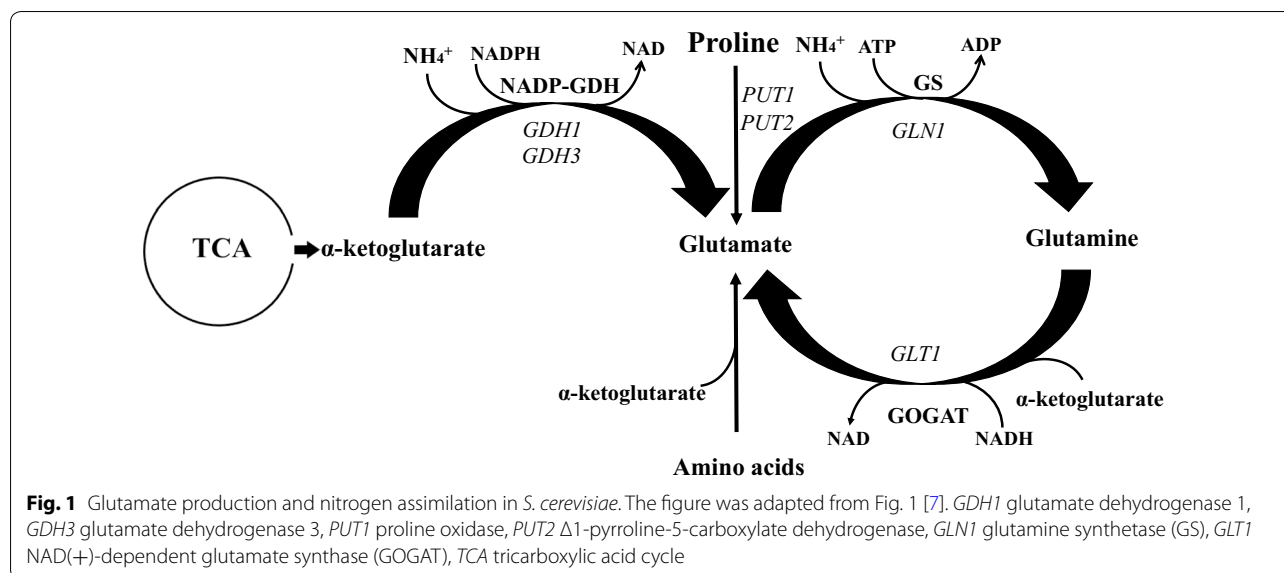 NH₄⁺ NADPH NAD Proline NH₄⁺ ATP ADP
NADP-GDH GS
GDH1 PUT1 GLN1
GDH3 PUT2
TCA α-ketoglutarate Glutamate Glutamine
GLT1
α-ketoglutarate α-ketoglutarate
GOGAT
NAD NADH
Amino acids
Fig. 1 Glutamate production and nitrogen assimilation in S. cerevisiae. The figure was adapted from Fig. 1 [7]. GDH1 glutamate dehydrogenase 1,
GDH3 glutamate dehydrogenase 3, PUT1 proline oxidase, PUT2 Δ1-pyrroline-5-carboxylate dehydrogenase, GLN1 glutamine synthetase (GS), GLT1
NAD(+)-dependent glutamate synthase (GOGAT), TCA tricarboxylic acid cycle